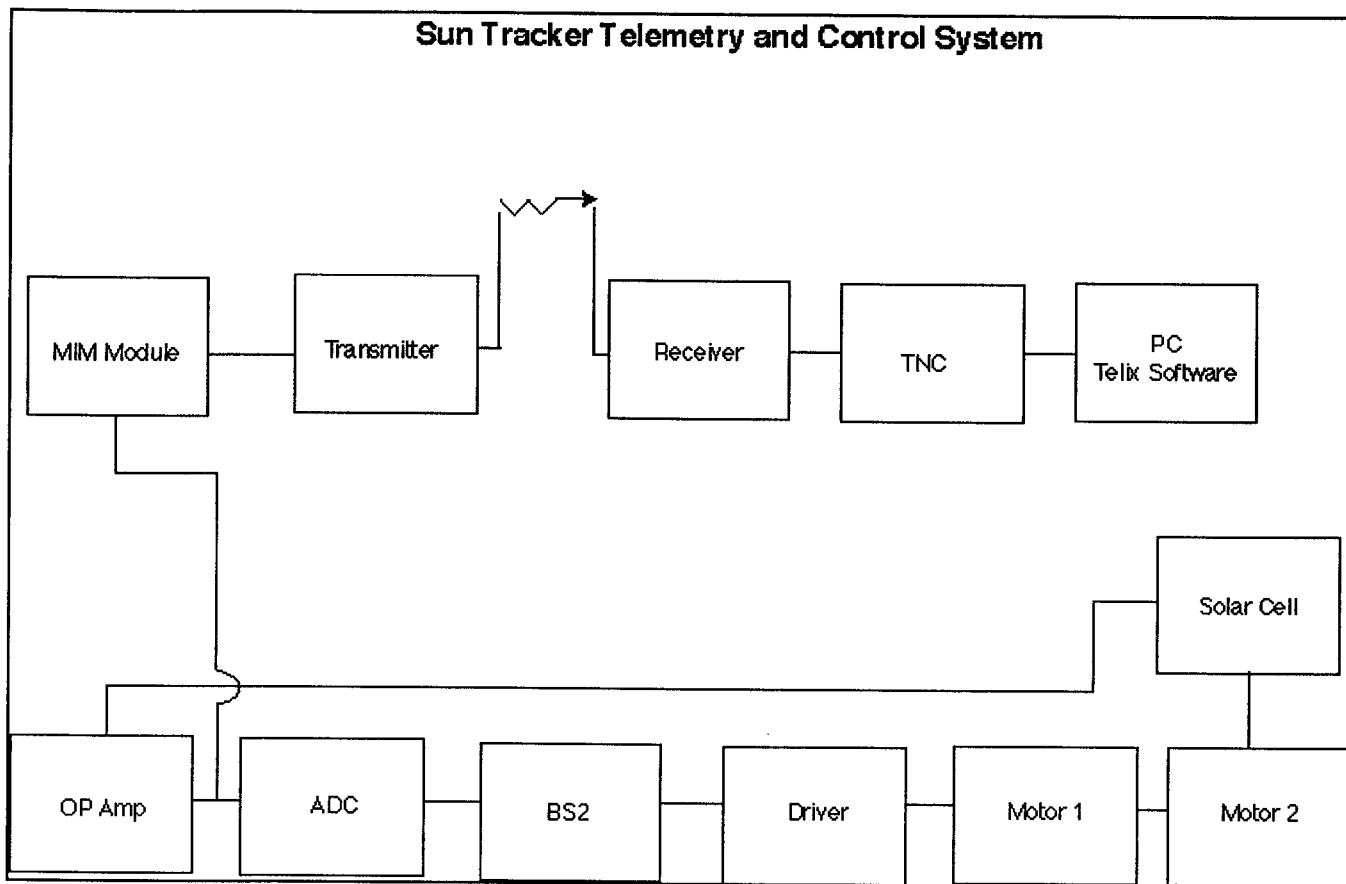 Sun Tracker Telemetry and Control System
MIM Module
Transmitter
Receiver
TNC
PC
Telix Software
Solar Cell
OP Amp
ADC
BS2
Driver
Motor 1
Motor 2